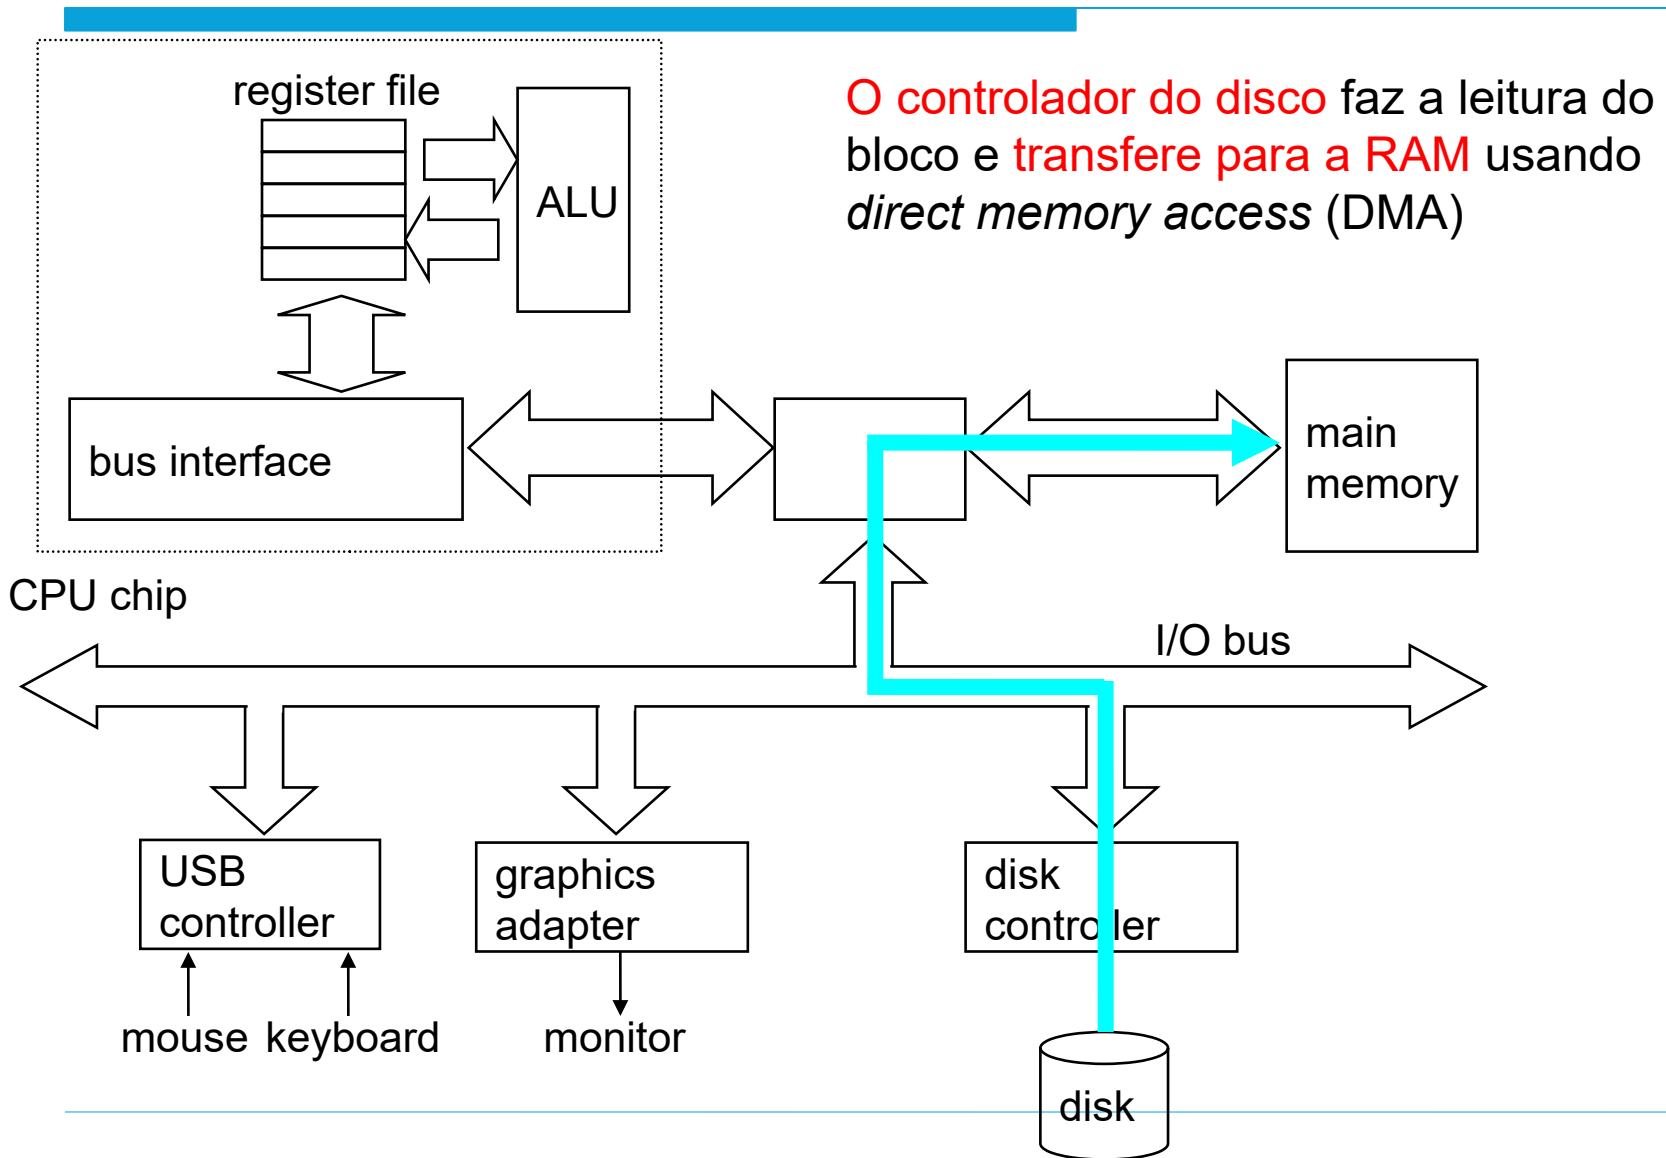 register file
ALU
O controlador do disco faz a leitura do
bloco e transfere para a RAM usando
direct memory access (DMA)
bus interface
main
memory
CPU chip
I/O bus
USB
controller
graphics
adapter
disk
controller
mouse
keyboard
monitor
disk